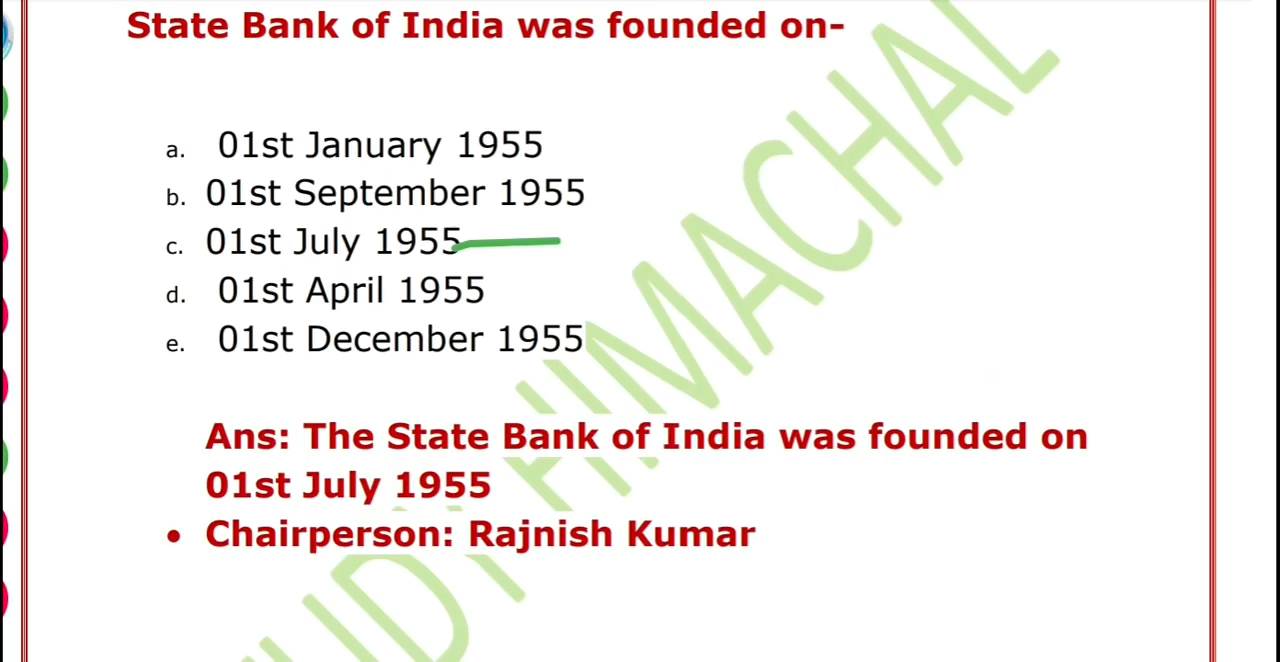 State Bank of India was founded on-
a. 01st January 1955
b. 01st September 1955
c. 01st July 1955
d. 01st April 1955
e. 01st December 1955
Ans: The State Bank of India was founded on
01st July 1955
• Chairperson: Rajnish Kumar
HIMACHAL